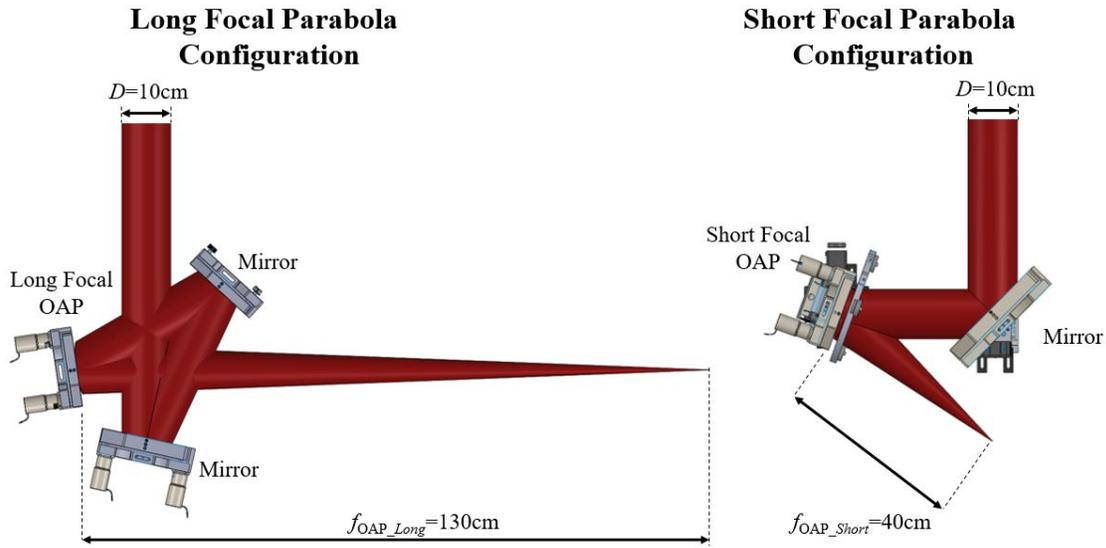 Long Focal Parabola
Configuration
D=10cm
Mirror
Long Focal
OAP
Mirror
fOAP_Long=130cm
Short Focal Parabola
Configuration
D=10cm
Short Focal
OAP
Mirror
fOAP_Short=40cm